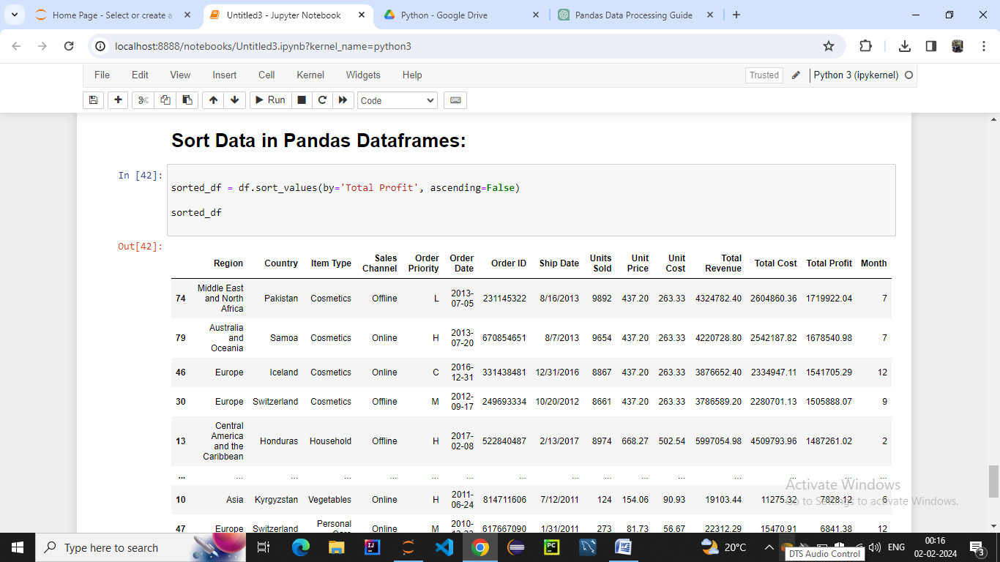 Home Page - Select or create a
Untitled3 - Jupyter Notebook
Python - Google Drive
Pandas Data Processing Guide
localhost:8888/notebooks/Untitled3.ipynb?kernel_name=python3
File Edit View Insert Cell Kernel Widgets Help
Trusted
Python 3 (ipykernel)
Run
Code
Sort Data in Pandas Dataframes:
In [42]:
sorted_df = df.sort_values(by='Total Profit', ascending=False)
sorted_df
Out[42]:
Region Country Item Type Sales Channel Order Priority Order Date Order ID Ship Date Units Sold Unit Price Unit Cost Total Revenue Total Cost Total Profit Month
74 Middle East and North Africa Pakistan Cosmetics Offline L 2013-07-05 231145322 8/16/2013 9892 437.20 263.33 4324782.40 2604860.36 1719922.04 7
79 Australia and Oceania Samoa Cosmetics Online H 2013-07-20 670854651 8/7/2013 9654 437.20 263.33 4220728.80 2542187.82 1678540.98 7
46 Europe Iceland Cosmetics Online C 2016-12-31 331438481 12/31/2016 8867 437.20 263.33 3876652.40 2334947.11 1541705.29 12
30 Europe Switzerland Cosmetics Offline M 2012-09-17 249693334 10/20/2012 8661 437.20 263.33 3786589.20 2280701.13 1505888.07 9
13 Central America and the Caribbean Honduras Household Offline H 2017-02-08 522840487 2/13/2017 8974 668.27 502.54 5997054.98 4509793.96 1487261.02 2
... ... ... ... ... ... ... ... ... ... ... ... ... ... ... ...
10 Asia Kyrgyzstan Vegetables Online H 2011-06-24 814711606 7/12/2011 124 154.06 90.93 19103.44 11275.32 7828.12 6
47 Europe Switzerland Personal Online M 2010- 617667090 1/31/2011 273 81.73 56.67 22312.29 15470.91 6841.38 12
Activate Windows
Go to Settings to activate Windows.
Type here to search
20°C
ENG
00:16
02-02-2024
3
DTS Audio Control